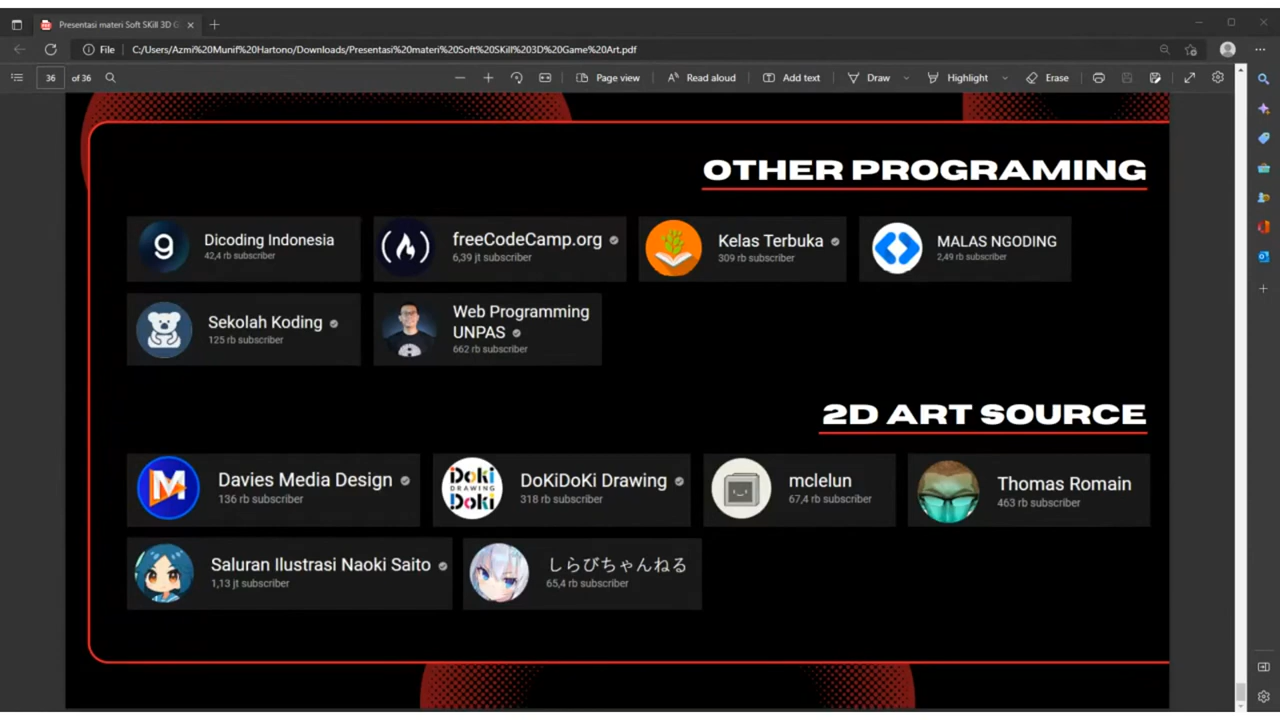 Presentasi materi Soft SKill 3D G
File
C:/Users/Azmi%20Munif%20Hartono/Downloads/Presentasi%20materi%20Soft%20SKill%203D%20Game%20Art.pdf
36 of 36
Page view
Read aloud
Add text
Draw
Highlight
Erase
OTHER PROGRAMING
Dicoding Indonesia
42,4 rb subscriber
freeCodeCamp.org
6,39 jt subscriber
Kelas Terbuka
309 rb subscriber
MALAS NGODING
2,49 rb subscriber
Sekolah Koding
125 rb subscriber
Web Programming
UNPAS
662 rb subscriber
2D ART SOURCE
Davies Media Design
136 rb subscriber
Doki
DRAWING
Doki
DoKiDoKi Drawing
318 rb subscriber
mclelun
67,4 rb subscriber
Thomas Romain
463 rb subscriber
Saluran Ilustrasi Naoki Saito
1,13 jt subscriber
しらびちゃんねる
65,4 rb subscriber